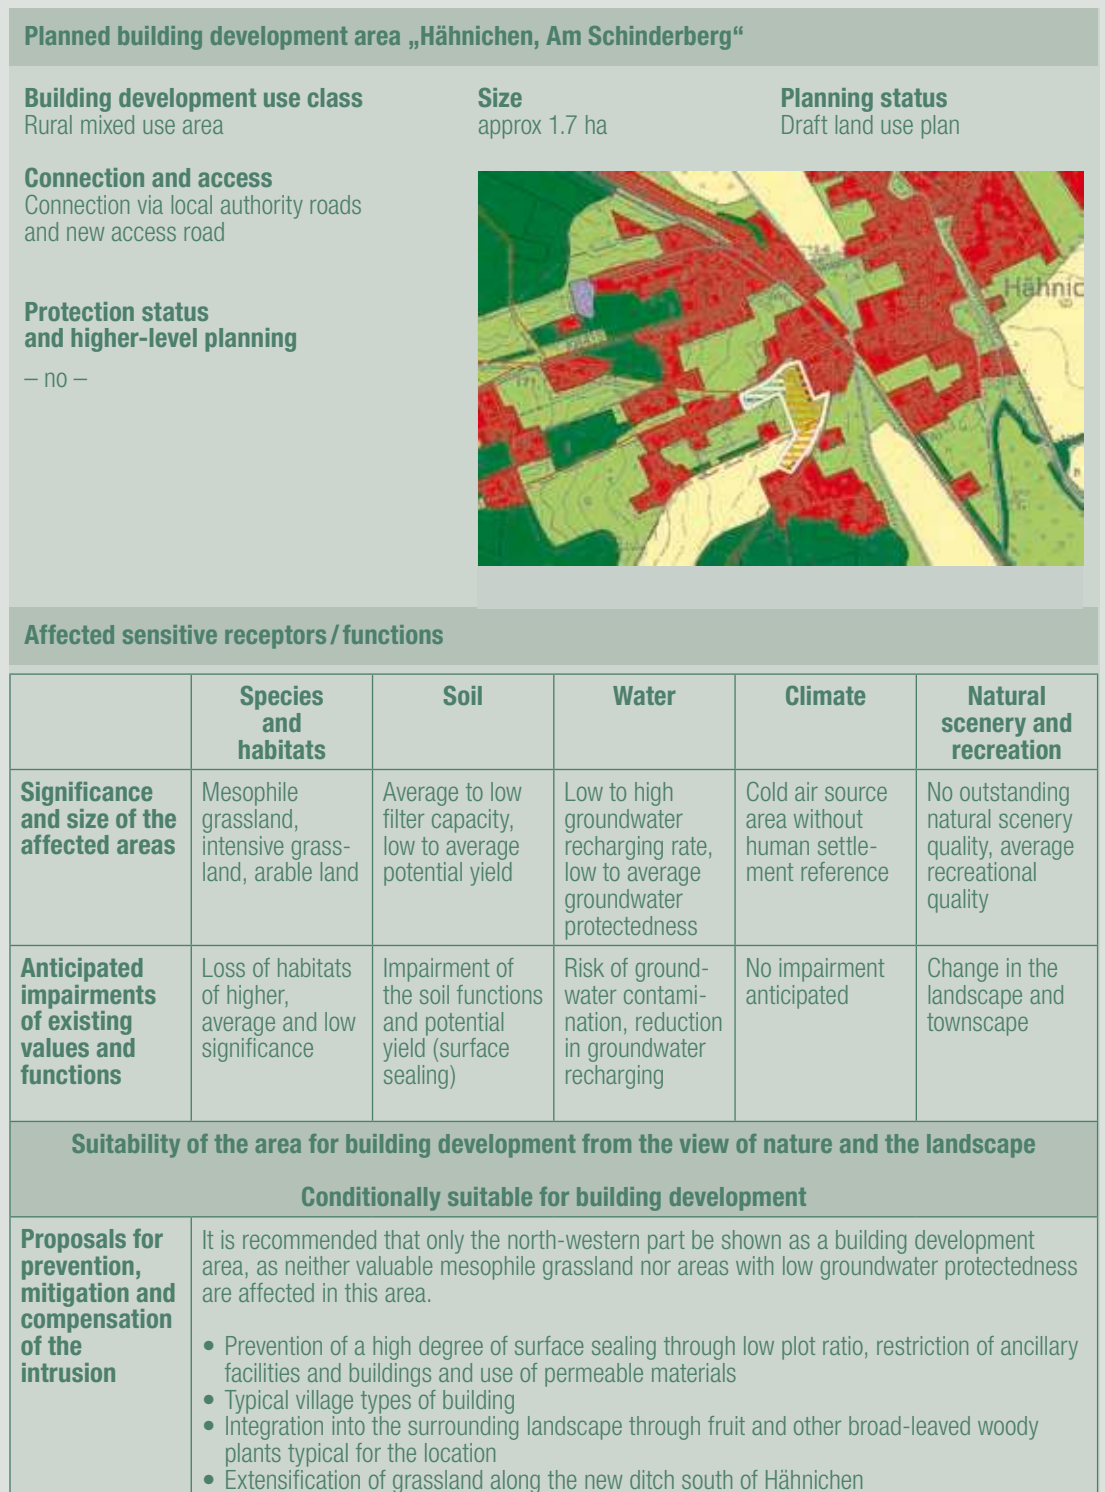 Planned building development area „Hähnichen, Am Schinderberg“
Building development use class
Rural mixed use area
Size
approx 1.7 ha
Planning status
Draft land use plan
Connection and access
Connection via local authority roads
and new access road
Protection status
and higher-level planning
– no –
Hähnic
Affected sensitive receptors / functions
Species
and
habitats
Soil
Water
Climate
Natural
scenery and
recreation
Significance
and size of the
affected areas
Mesophile
grassland,
intensive grass-
land, arable land
Average to low
filter capacity,
low to average
potential yield
Low to high
groundwater
recharging rate,
low to average
groundwater
protectedness
Cold air source
area without
human settle-
ment reference
No outstanding
natural scenery
quality, average
recreational
quality
Anticipated
impairments
of existing
values and
functions
Loss of habitats
of higher,
average and low
significance
Impairment of
the soil functions
and potential
yield (surface
sealing)
Risk of ground-
water contami-
nation, reduction
in groundwater
recharging
No impairment
anticipated
Change in the
landscape and
townscape
Suitability of the area for building development from the view of nature and the landscape
Conditionally suitable for building development
Proposals for
prevention,
mitigation and
compensation
of the
intrusion
It is recommended that only the north-western part be shown as a building development
area, as neither valuable mesophile grassland nor areas with low groundwater protectedness
are affected in this area.
• Prevention of a high degree of surface sealing through low plot ratio, restriction of ancillary
facilities and buildings and use of permeable materials
• Typical village types of building
• Integration into the surrounding landscape through fruit and other broad-leaved woody
plants typical for the location
• Extensification of grassland along the new ditch south of Hähnichen